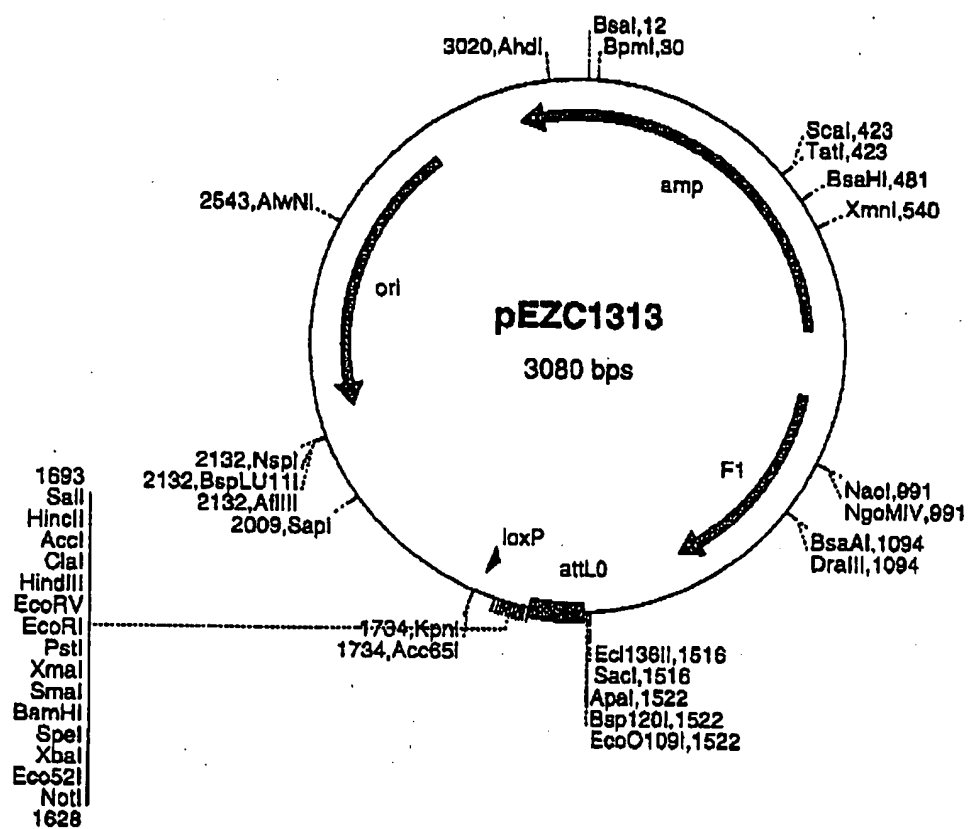 BsaI,12
3020,AhdI
BpmI,30
ScaI,423
TatI,423
BsaHI,481
XmnI,540
amp
2543,AlwNI
ori
pEZC1313
3080 bps
F1
NaoI,991
NgoMIV,991
BsaAI,1094
DraIII,1094
2132,NspI
2132,BspLU11I
2132,AflIII
2009,SapI
loxP
attL0
1734,KpnI
1734,Acc65I
Ecl136II,1516
SacI,1516
ApaI,1522
Bsp120I,1522
EcoO109I,1522
1693
SalI
HincII
AccI
ClaI
HindIII
EcoRV
EcoRI
PstI
XmaI
SmaI
BamHI
SpeI
XbaI
Eco52I
NotI
1628